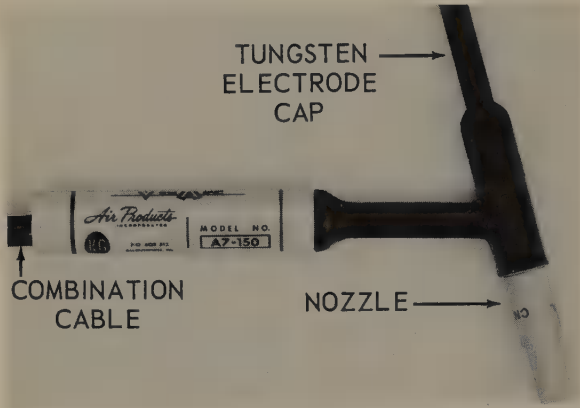 TUNGSTEN
ELECTRODE
CAP
Air Products
INCORPORATED
MODEL NO.
A7-150
COMBINATION
CABLE
NOZZLE